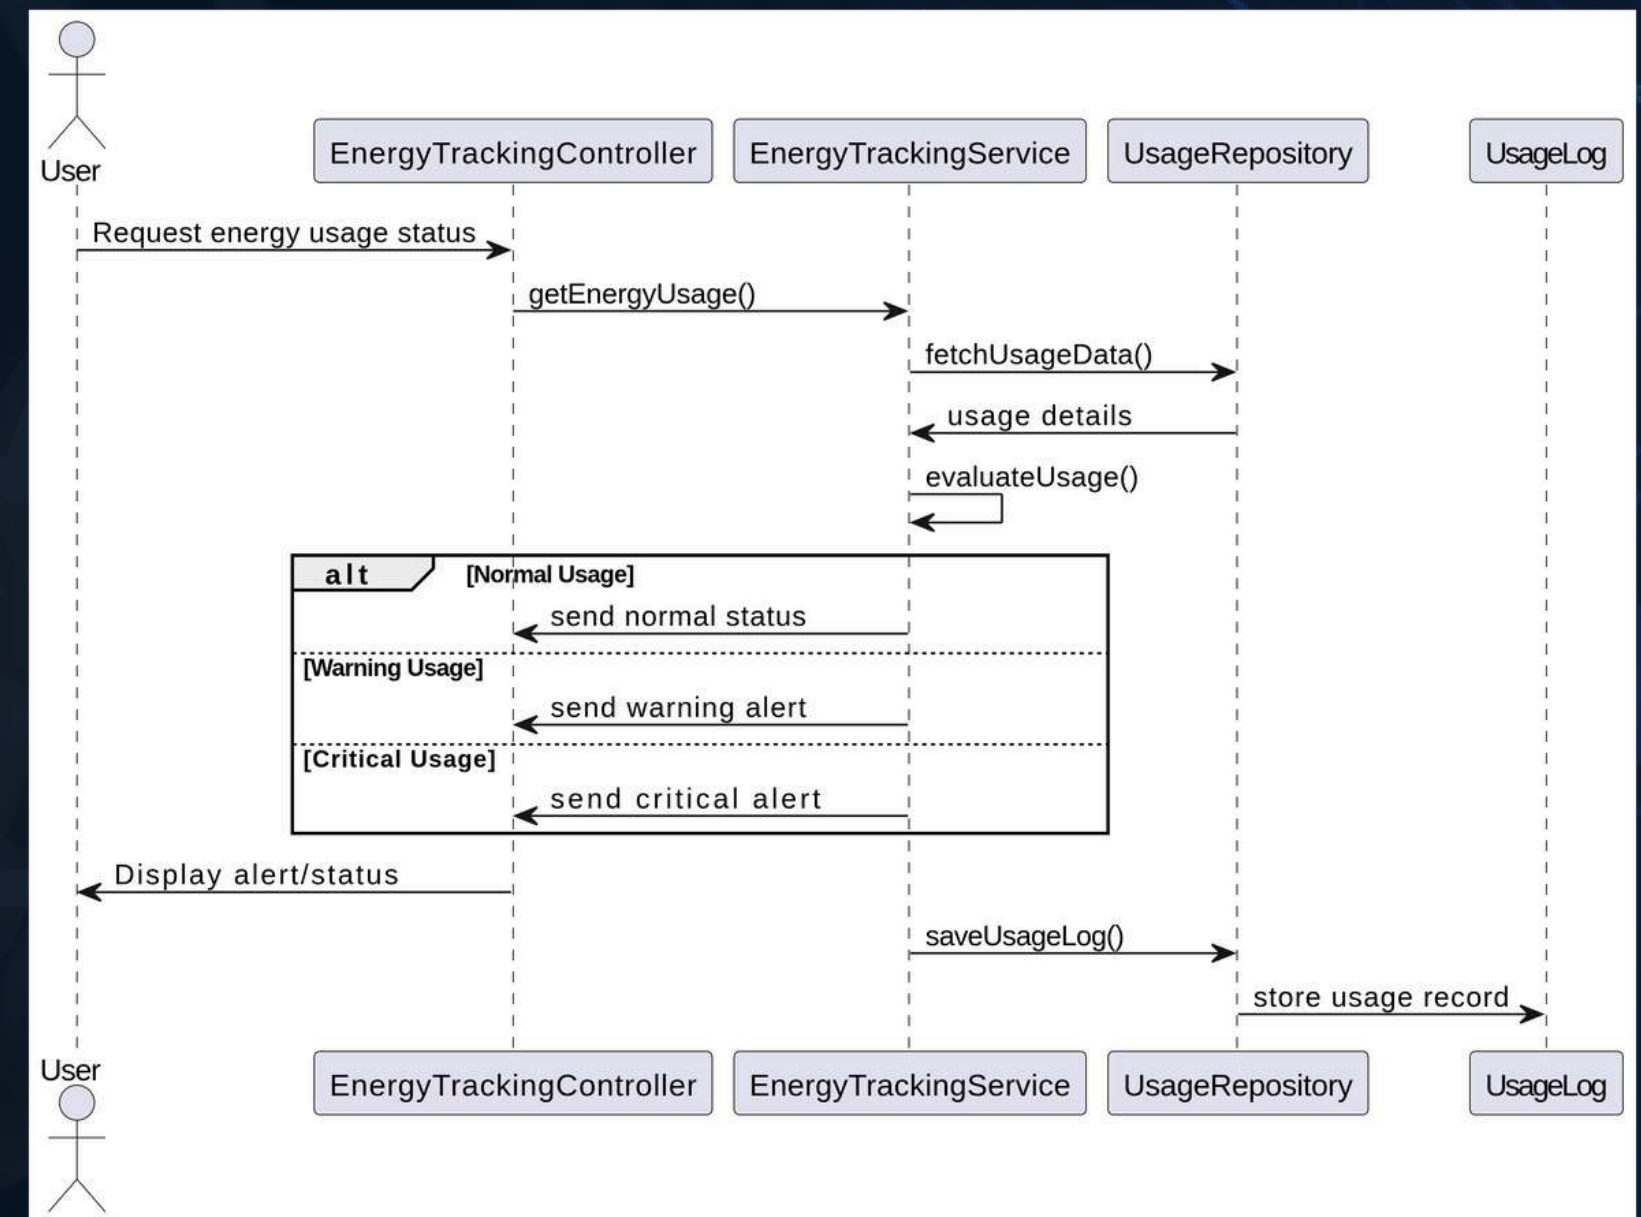 User
EnergyTrackingController
EnergyTrackingService
UsageRepository
UsageLog
Request energy usage status
getEnergyUsage()
fetchUsageData()
usage details
evaluateUsage()
alt
[Normal Usage]
send normal status
[Warning Usage]
send warning alert
[Critical Usage]
send critical alert
Display alert/status
saveUsageLog()
store usage record
User
EnergyTrackingController
EnergyTrackingService
UsageRepository
UsageLog